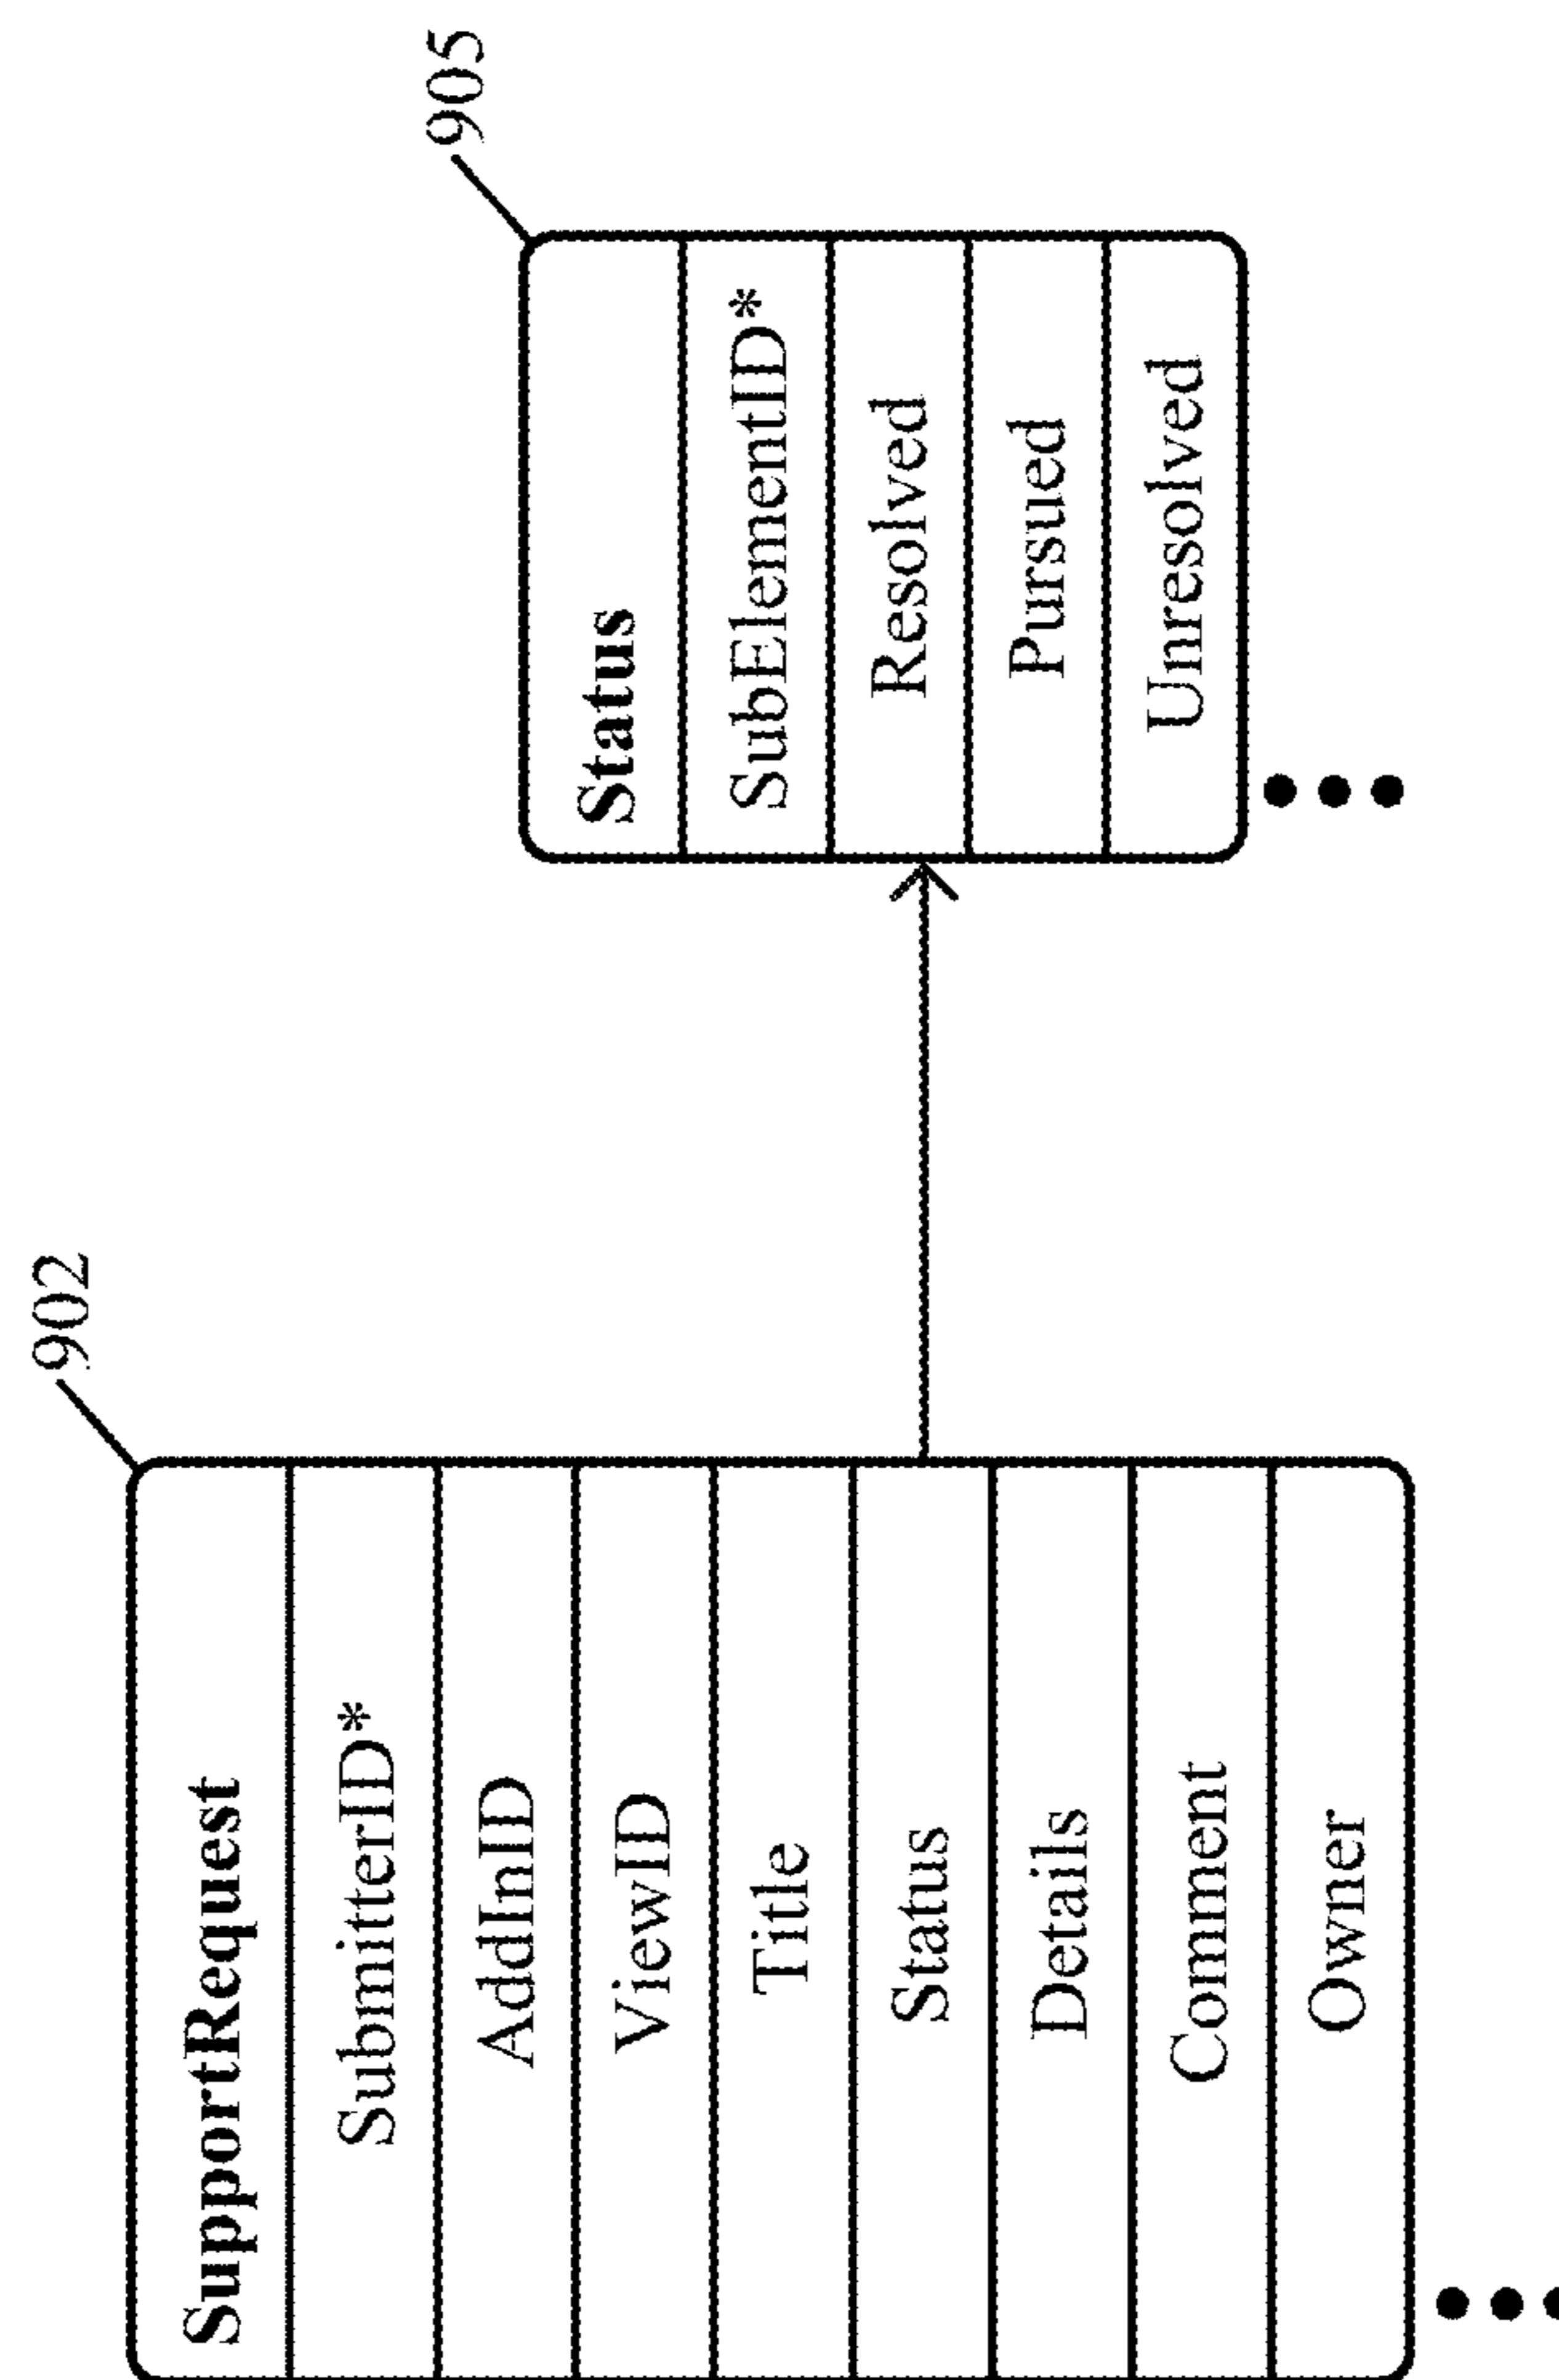 902
SupportRequest
SubmitterID*
AddInID
ViewID
Title
Status
Details
Comment
Owner
905
Status
SubElementID*
Resolved
Pursued
Unresolved